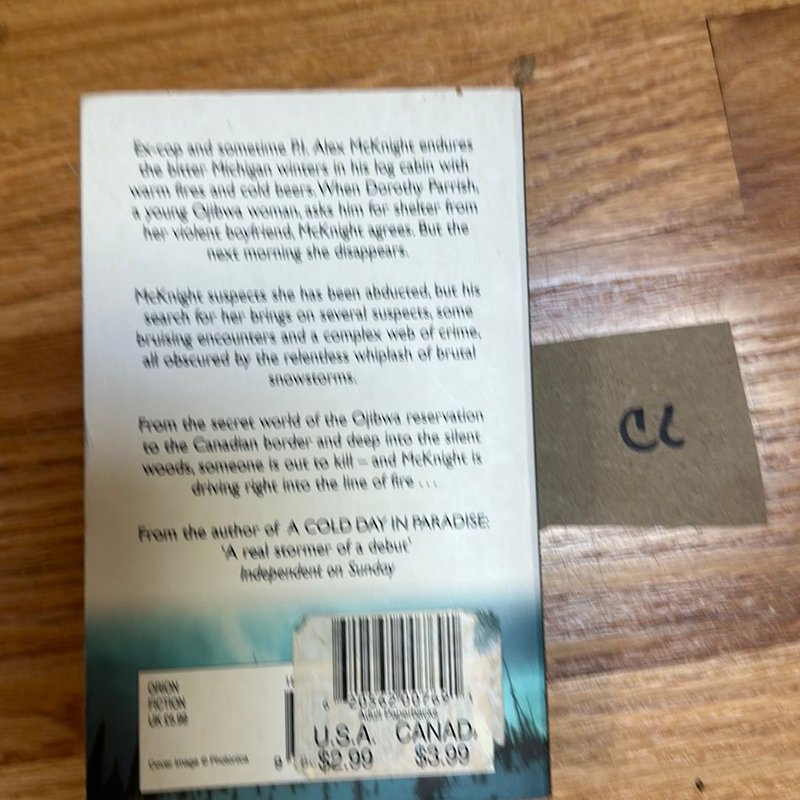 Ex-cop and sometime P.I. Alex McKnight endures
the bitter Michigan winters in his log cabin with
warm fires and cold beers. When Dorothy Parrish,
a young Ojibwa woman, asks him for shelter from
her violent boyfriend, McKnight agrees. But the
next morning she disappears.
McKnight suspects she has been abducted, but his
search for her brings on several suspects, some
bruising encounters and a complex web of crime,
all obscured by the relentless whiplash of brutal
snowstorms.
From the secret world of the Ojibwa reservation
to the Canadian border and deep into the silent
woods, someone is out to kill – and McKnight is
driving right into the line of fire ...
From the author of A COLD DAY IN PARADISE:
'A real stormer of a debut'
Independent on Sunday
ORION
FICTION
Cover image © Photonica
Adult Paperbacks
U.S.A. CANAD
$2.99 $3.99